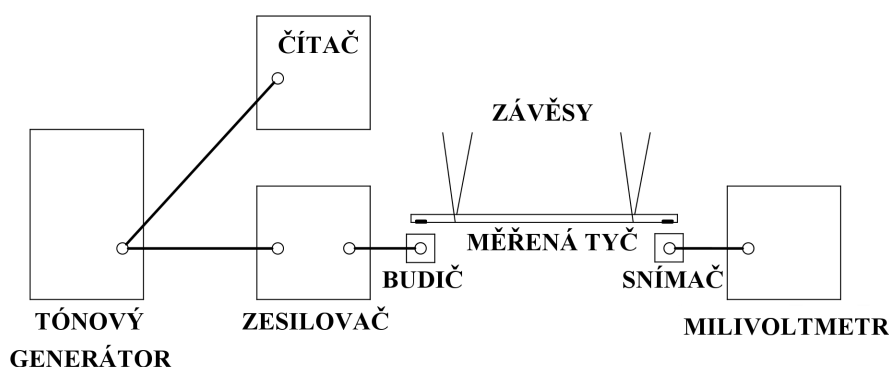 ČÍTAČ
ZÁVĚSY
MĚŘENÁ TYČ
BUDIČ
SNÍMAČ
TÓNOVÝ
GENERÁTOR
ZESILOVAČ
MILIVOLTMETR